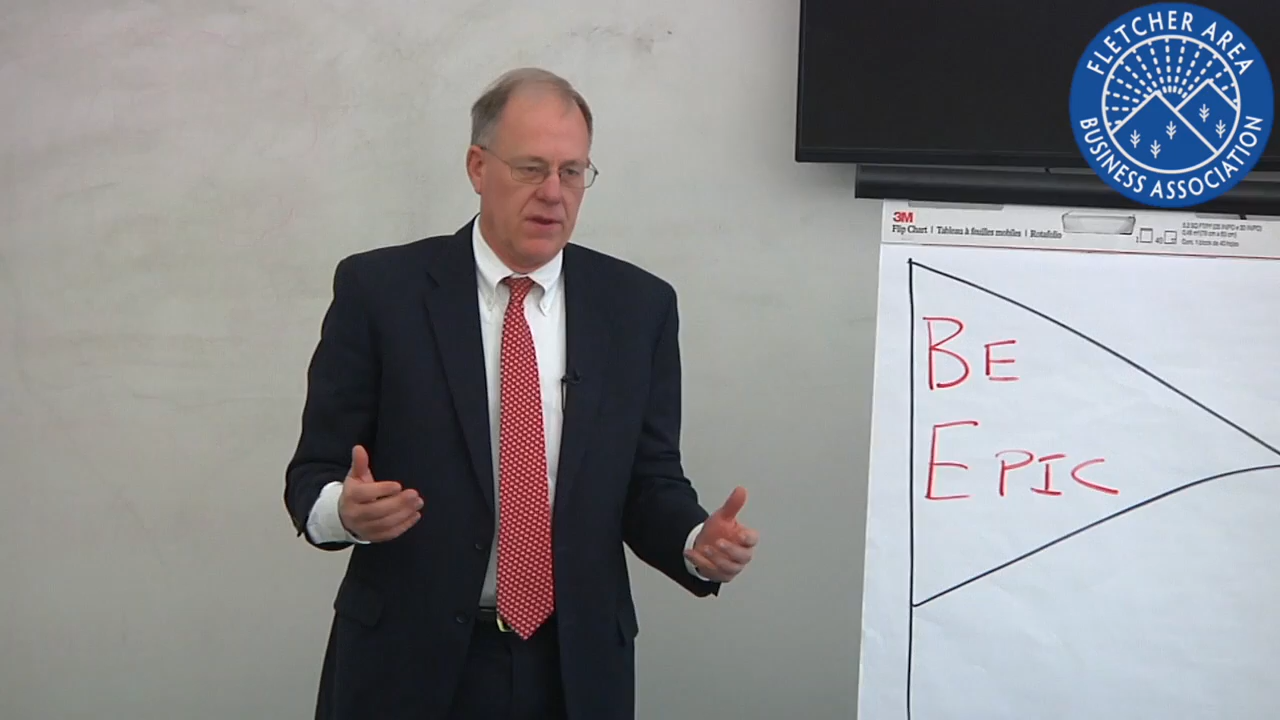 FLETCHER AREA
BUSINESS ASSOCIATION
3M
Flip Chart | Tableau à feuilles mobiles | Rotafolio
BE
EPIC